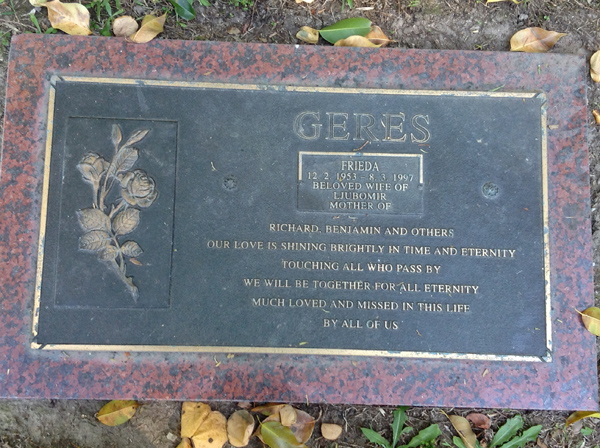 GERES
FRIEDA
12. 2. 1953 - 8. 3. 1997
BELOVED WIFE OF
LJUBOMIR
MOTHER OF
RICHARD, BENJAMIN AND OTHERS
OUR LOVE IS SHINING BRIGHTLY IN TIME AND ETERNITY
TOUCHING ALL WHO PASS BY
WE WILL BE TOGETHER FOR ALL ETERNITY
MUCH LOVED AND MISSED IN THIS LIFE
BY ALL OF US